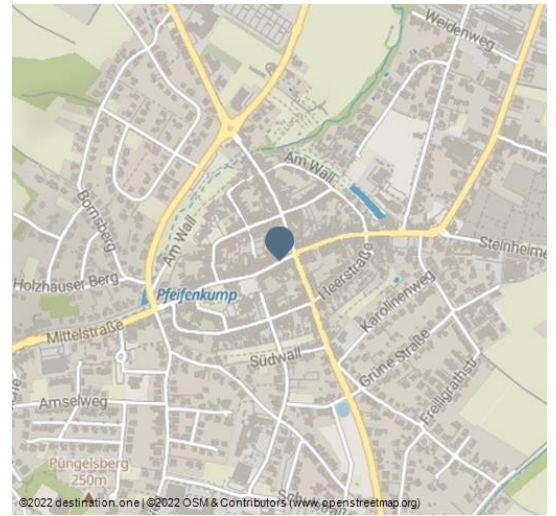 Weidenweg
Am Wall
Bornsberg
Am Wall
Steinheime
Heerstraße
Holzhauser Berg
Pfeifenkump
Karolinenweg
Mittelstraße
Südwall
Grüne Straße
Freiligrathstr.
Amselweg
Püngelsberg
250m
©2022 destination.one | ©2022 OSM & Contributors (www.openstreetmap.org)